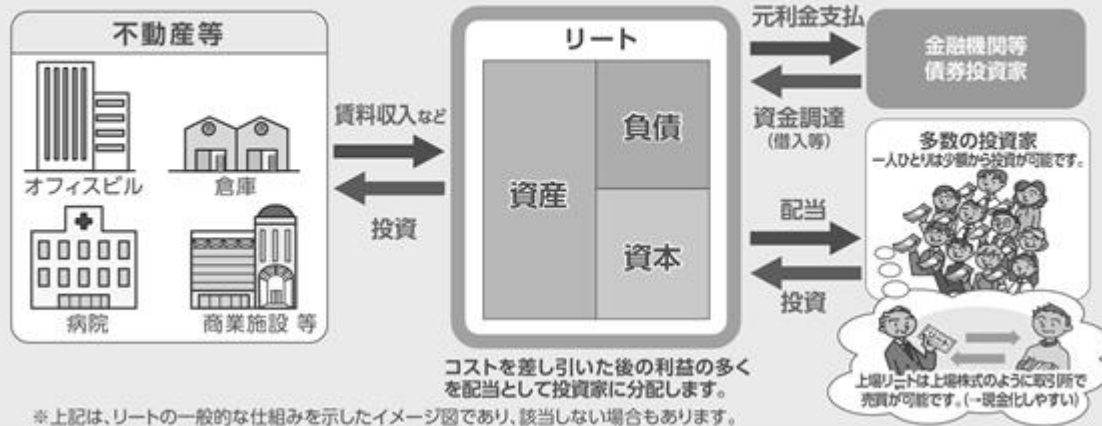 不動産等
オフィスビル
倉庫
病院
商業施設 等
賃料収入など
投資
リート
資産
負債
資本
コストを差し引いた後の利益の多く
を配当として投資家に分配します。
元利金支払
資金調達
(借入等)
金融機関等
債券投資家
配当
投資
多数の投資家
一人ひとりは少額から投資が可能です。
リート
上場リートは上場株式のように取引所で
売買が可能です。(→現金化しやすい)
※上記は、リートの一般的な仕組みを示したイメージ図であり、該当しない場合もあります。